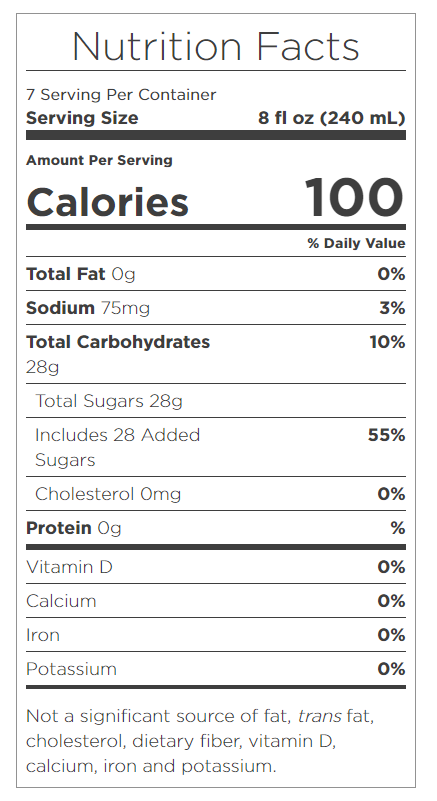 Nutrition Facts
7 Serving Per Container
Serving Size 8 fl oz (240 mL)
Amount Per Serving
Calories 100
% Daily Value
Total Fat 0g 0%
Sodium 75mg 3%
Total Carbohydrates 10%
28g
Total Sugars 28g
Includes 28 Added 55%
Sugars
Cholesterol 0mg 0%
Protein 0g %
Vitamin D 0%
Calcium 0%
Iron 0%
Potassium 0%
Not a significant source of fat, trans fat,
cholesterol, dietary fiber, vitamin D,
calcium, iron and potassium.